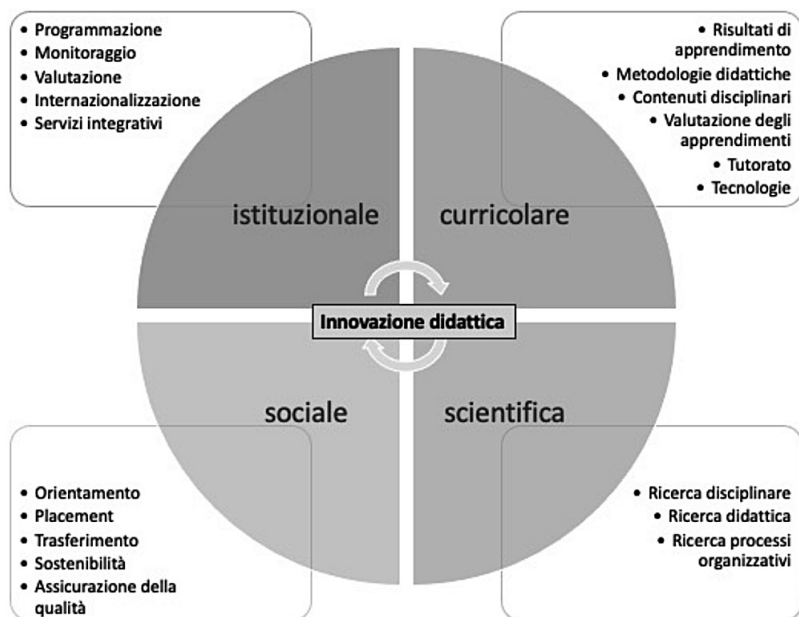 • Programmazione
• Monitoraggio
• Valutazione
• Internazionalizzazione
• Servizi integrativi
• Risultati di
apprendimento
• Metodologie didattiche
• Contenuti disciplinari
• Valutazione degli
apprendimenti
• Tutorato
• Tecnologie
istituzionale
curricolare
Innovazione didattica
sociale
scientifica
• Orientamento
• Placement
• Trasferimento
• Sostenibilità
• Assicurazione della
qualità
• Ricerca disciplinare
• Ricerca didattica
• Ricerca processi
organizzativi